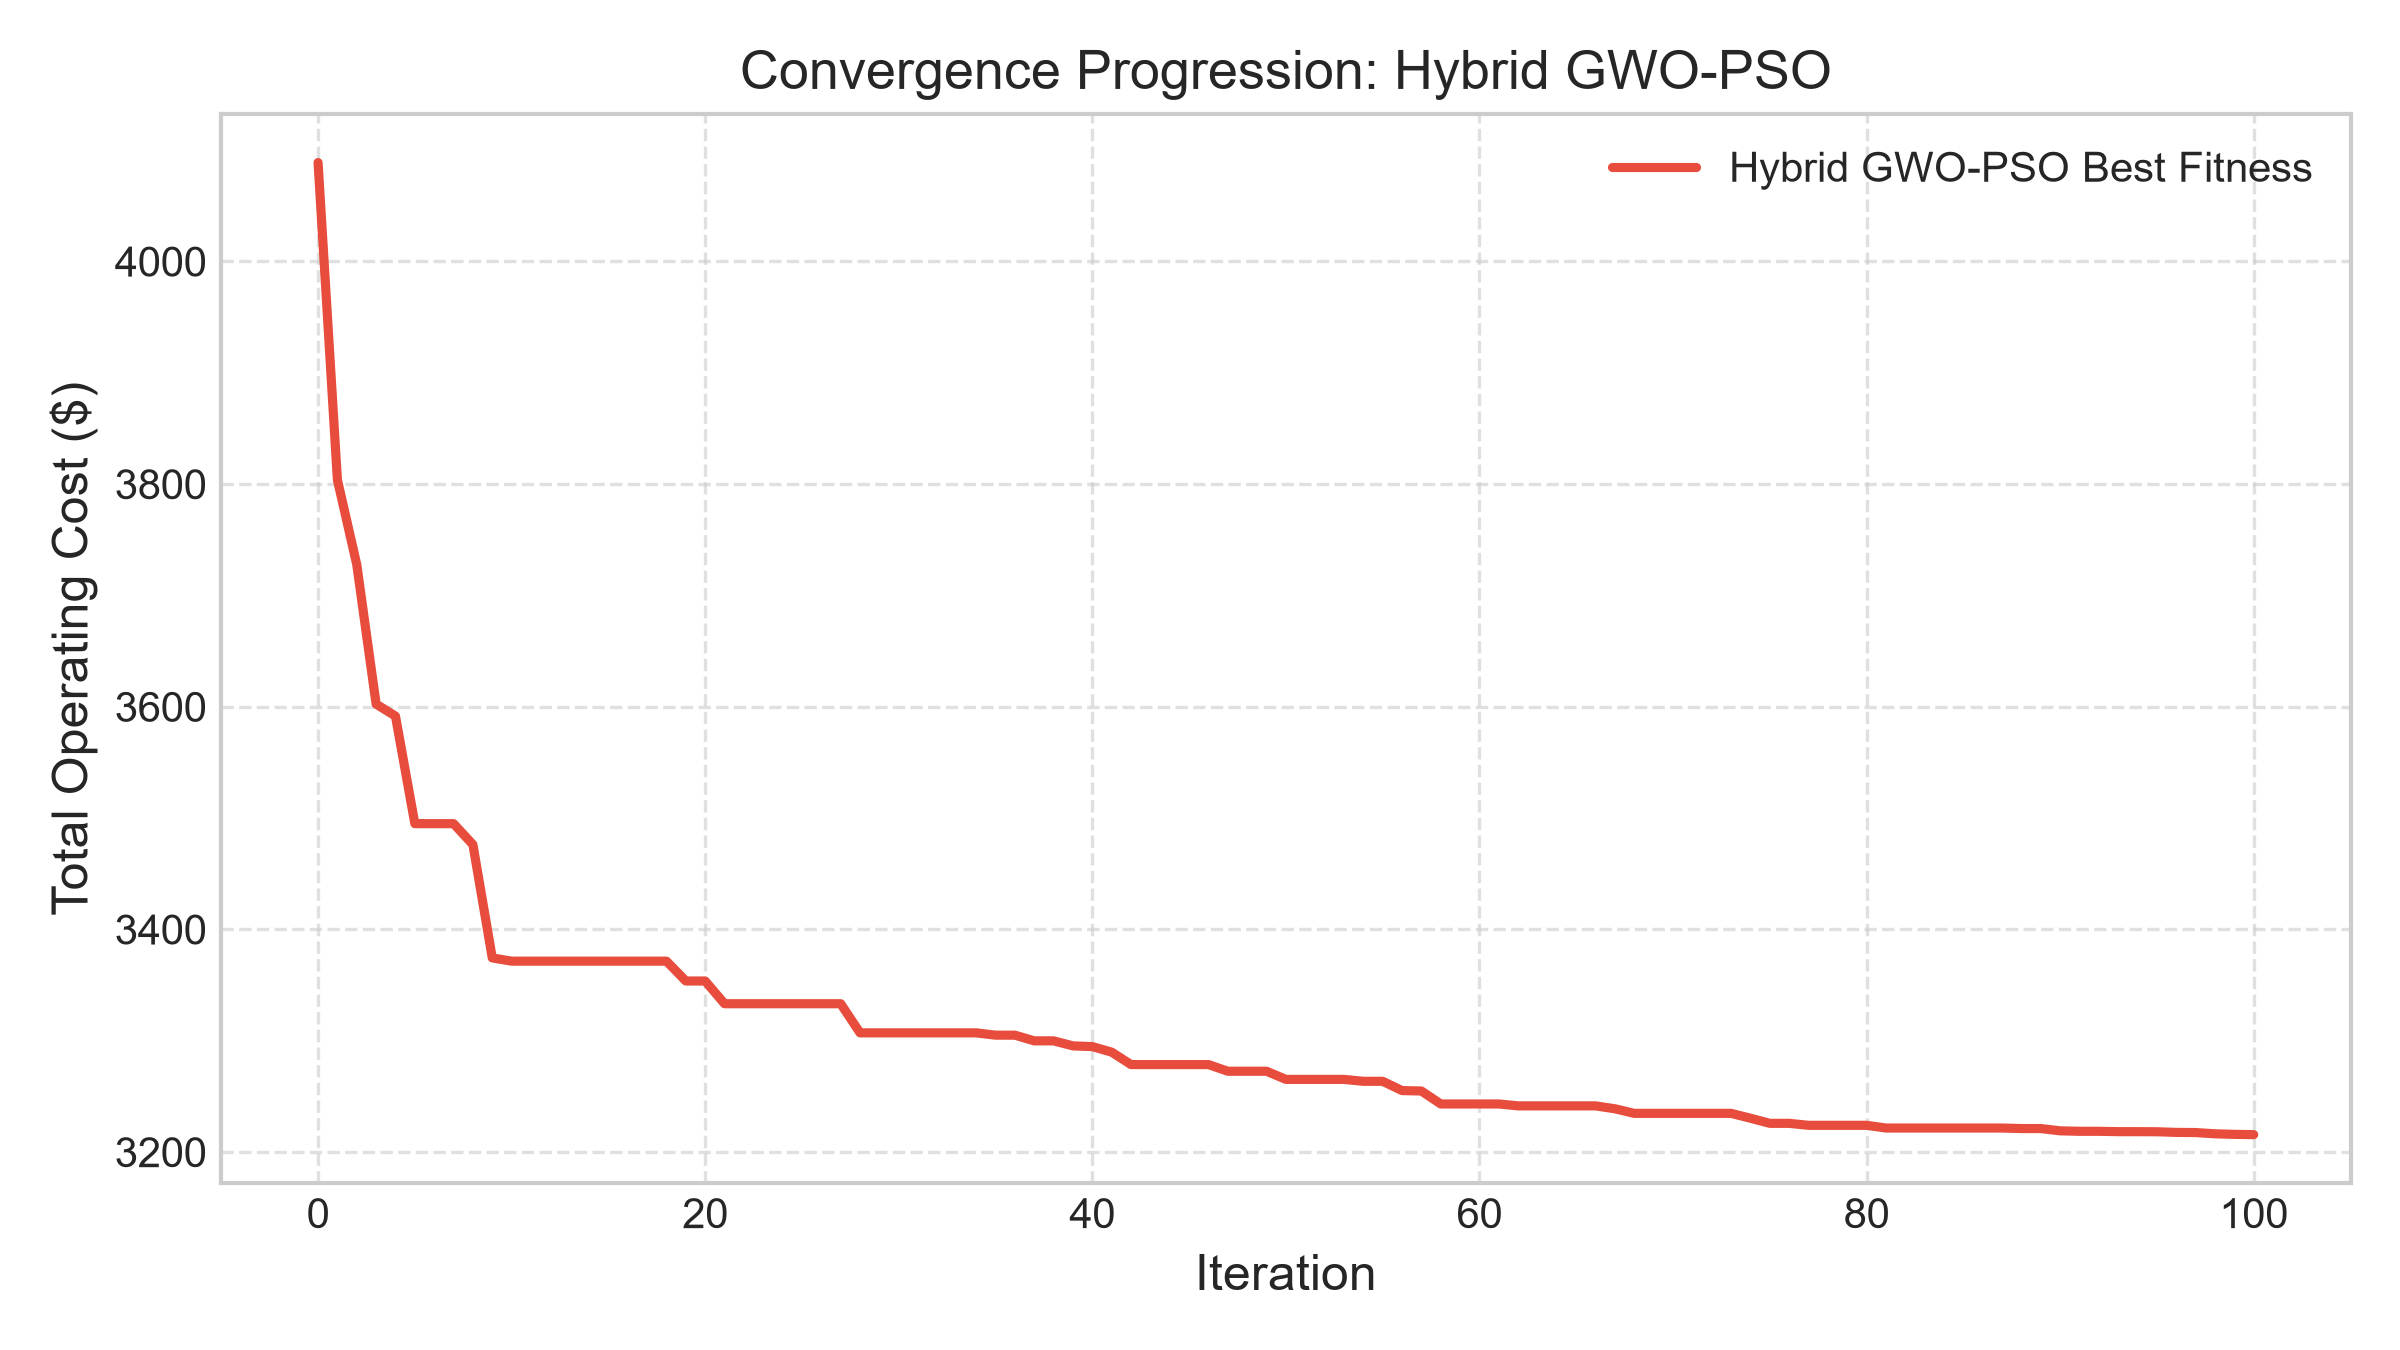 Convergence Progression: Hybrid GWO-PSO
Hybrid GWO-PSO Best Fitness
Total Operating Cost ($)
4000
3800
3600
3400
3200
0 20 40 60 80 100
Iteration